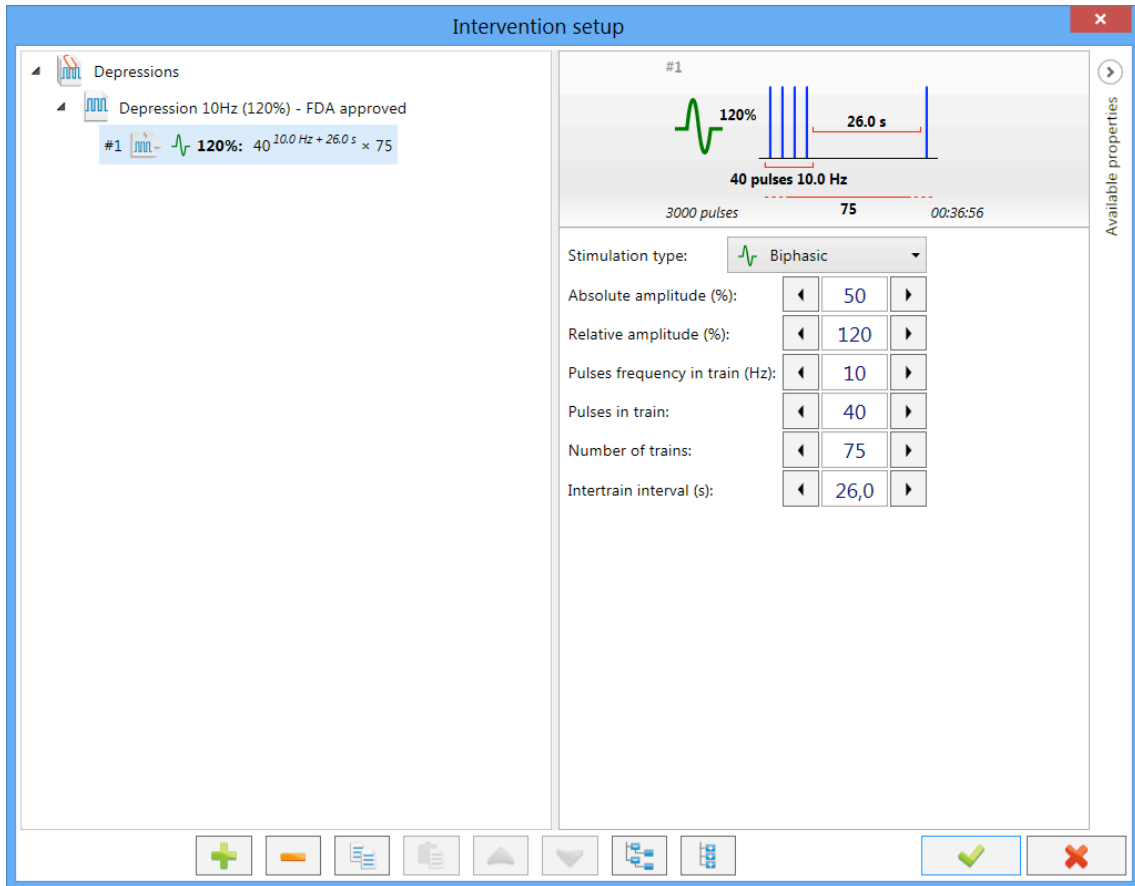 Intervention setup
Depressions
Depression 10Hz (120%) - FDA approved
#1 120%: 40 10.0 Hz + 26.0 s × 75
#1
120%
26.0 s
40 pulses 10.0 Hz
3000 pulses 75 00:36:56
Available properties
Stimulation type: Biphasic
Absolute amplitude (%): 50
Relative amplitude (%): 120
Pulses frequency in train (Hz): 10
Pulses in train: 40
Number of trains: 75
Intertrain interval (s): 26,0